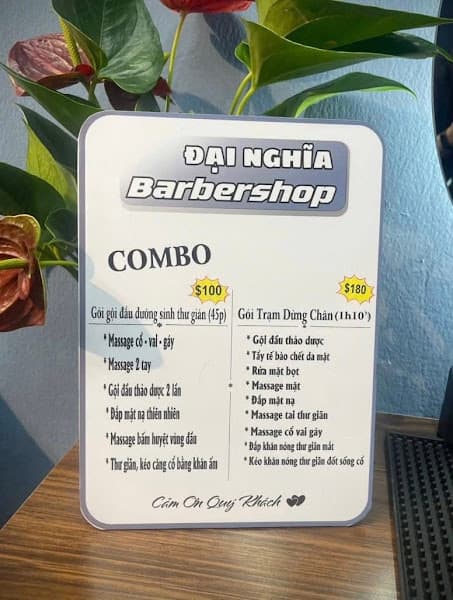 ĐẠI NGHĨA
Barbershop
COMBO
$100
Gói gội đầu dưỡng sinh thư giãn (45p)
* Massage cổ - vai - gáy
* Massage 2 tay
* Gội đầu thảo dược 2 lần
* Đắp mặt nạ thiên nhiên
* Massage bấm huyệt vùng đầu
* Thư giãn, kéo căng cổ bằng khăn ấm
$180
Gói Trạm Dừng Chân (1h10')
* Gội đầu thảo dược
* Tẩy tế bào chết da mặt
* Rửa mặt bọt
* Massage mặt
* Đắp mặt nạ
* Massage tai thư giãn
* Massage cổ vai gáy
* Đắp khăn nóng thư giãn mắt
* Kéo khăn nóng thư giãn đốt sống cổ
Cảm Ơn Quý Khách